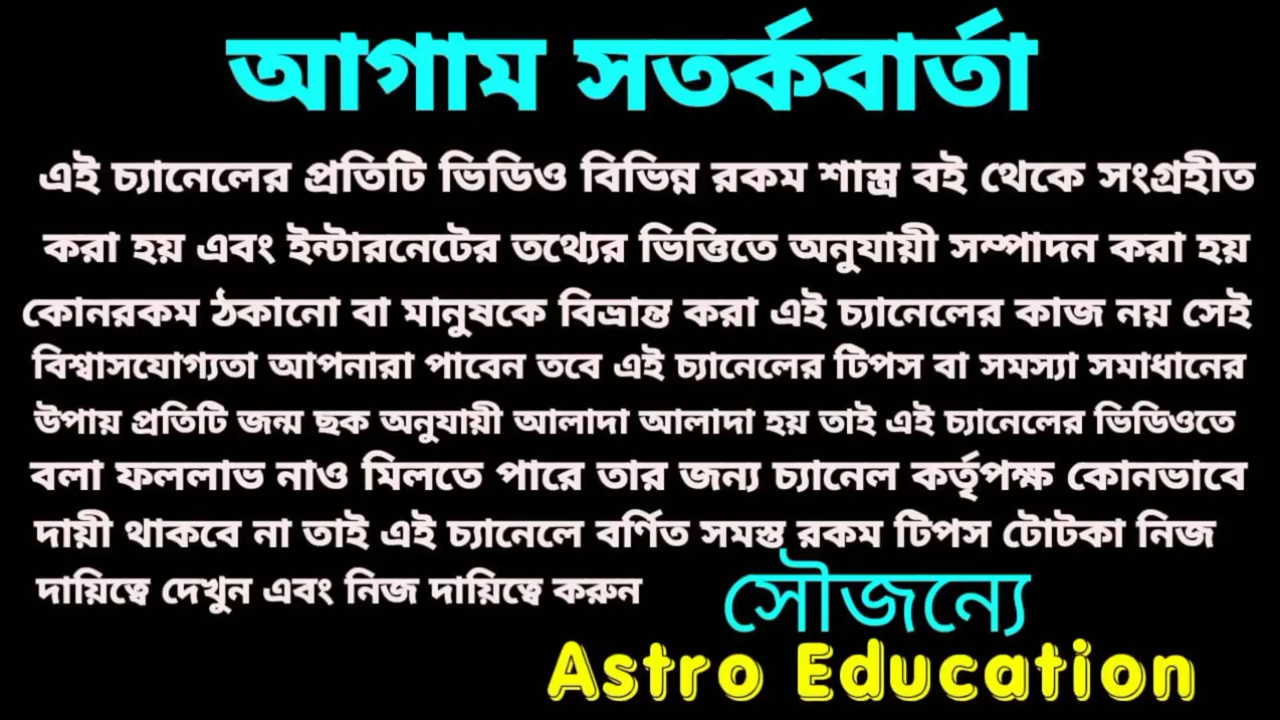 আগাম সতর্কবার্তা
এই চ্যানেলের প্রতিটি ভিডিও বিভিন্ন রকম শাস্ত্র বই থেকে সংগ্রহীত
করা হয় এবং ইন্টারনেটের তথ্যের ভিত্তিতে অনুযায়ী সম্পাদন করা হয়
কোনরকম ঠকানো বা মানুষকে বিভ্রান্ত করা এই চ্যানেলের কাজ নয় সেই
বিশ্বাসযোগ্যতা আপনারা পাবেন তবে এই চ্যানেলের টিপস বা সমস্যা সমাধানের
উপায় প্রতিটি জন্ম ছক অনুযায়ী আলাদা আলাদা হয় তাই এই চ্যানেলের ভিডিওতে
বলা ফললাভ নাও মিলতে পারে তার জন্য চ্যানেল কর্তৃপক্ষ কোনভাবে
দায়ী থাকবে না তাই এই চ্যানেলে বর্ণিত সমস্ত রকম টিপস টোটকা নিজ
দায়িত্বে দেখুন এবং নিজ দায়িত্বে করুন
সৌজন্যে
Astro Education